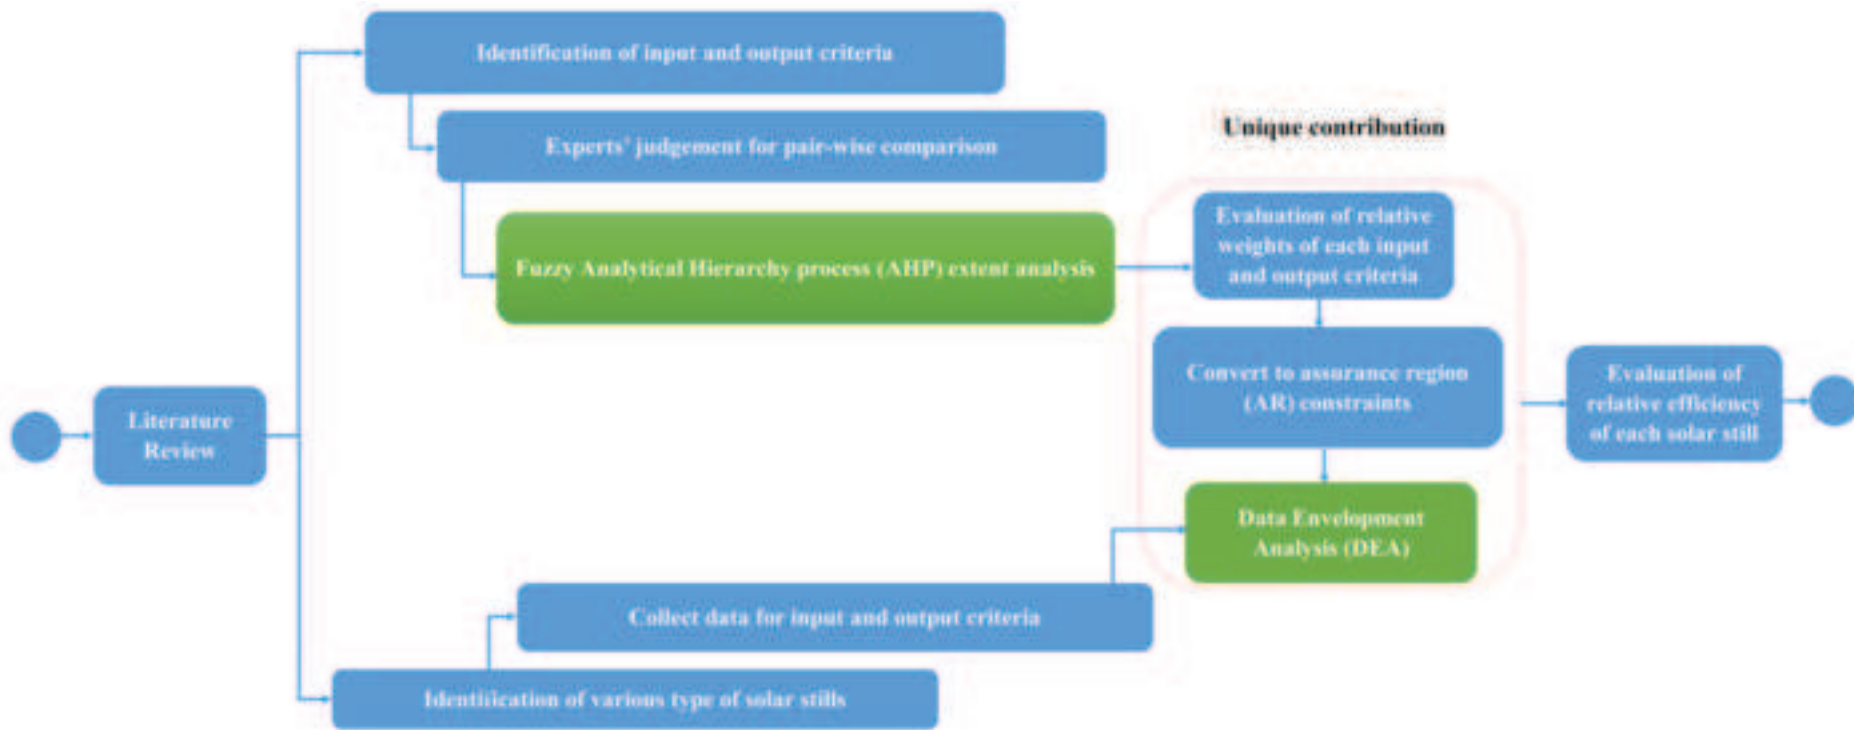 Identification of input and output criteria
Experts' judgement for pair-wise comparison
Unique contribution
Fuzzy Analytical Hierarchy process (AHP) extent analysis
Evaluation of relative
weights of each input
and output criteria
Convert to assurance region
(AR) constraints
Evaluation of
relative efficiency
of each solar still
Literature
Review
Data Envelopment
Analysis (DEA)
Collect data for input and output criteria
Identification of various type of solar stills